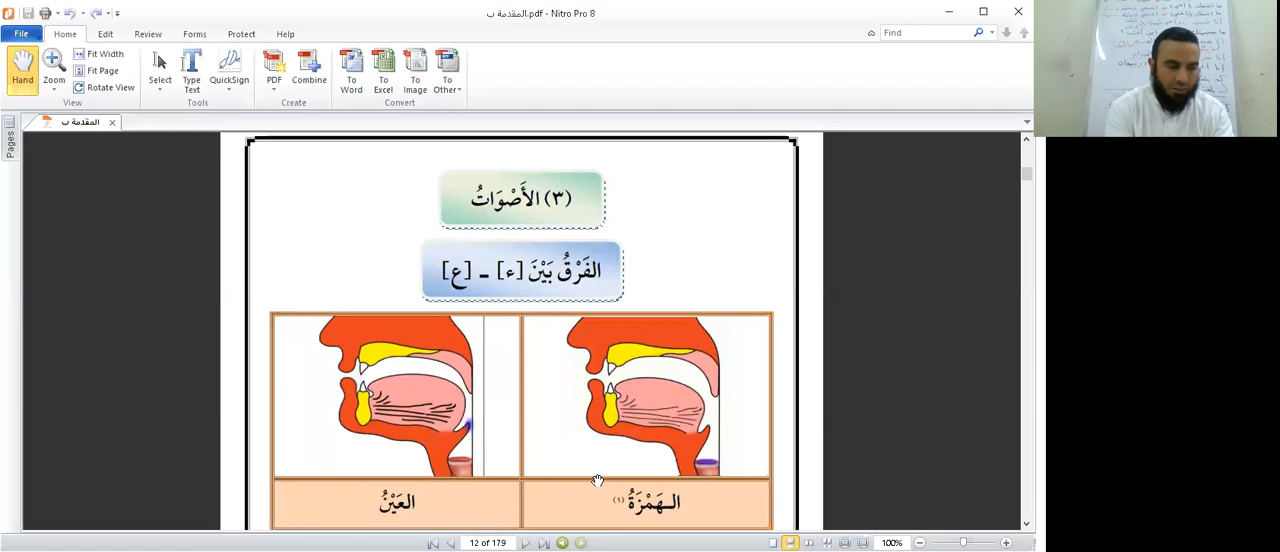 المقدمة ب.pdf - Nitro Pro 8
File Home Edit Review Forms Protect Help
Find
Hand
Zoom
Fit Width
Fit Page
Rotate View
View
Select
Type Text
QuickSign
Tools
PDF
Combine
Create
To Word
To Excel
To Image
To Other
Convert
المقدمة ب
Pages
(٣) الأَصْوَاتُ
الفَرْقُ بَيْنَ [ء] - [ع]
الـهَمْزَةُ (١)
العَيْنُ
12 of 179
100%